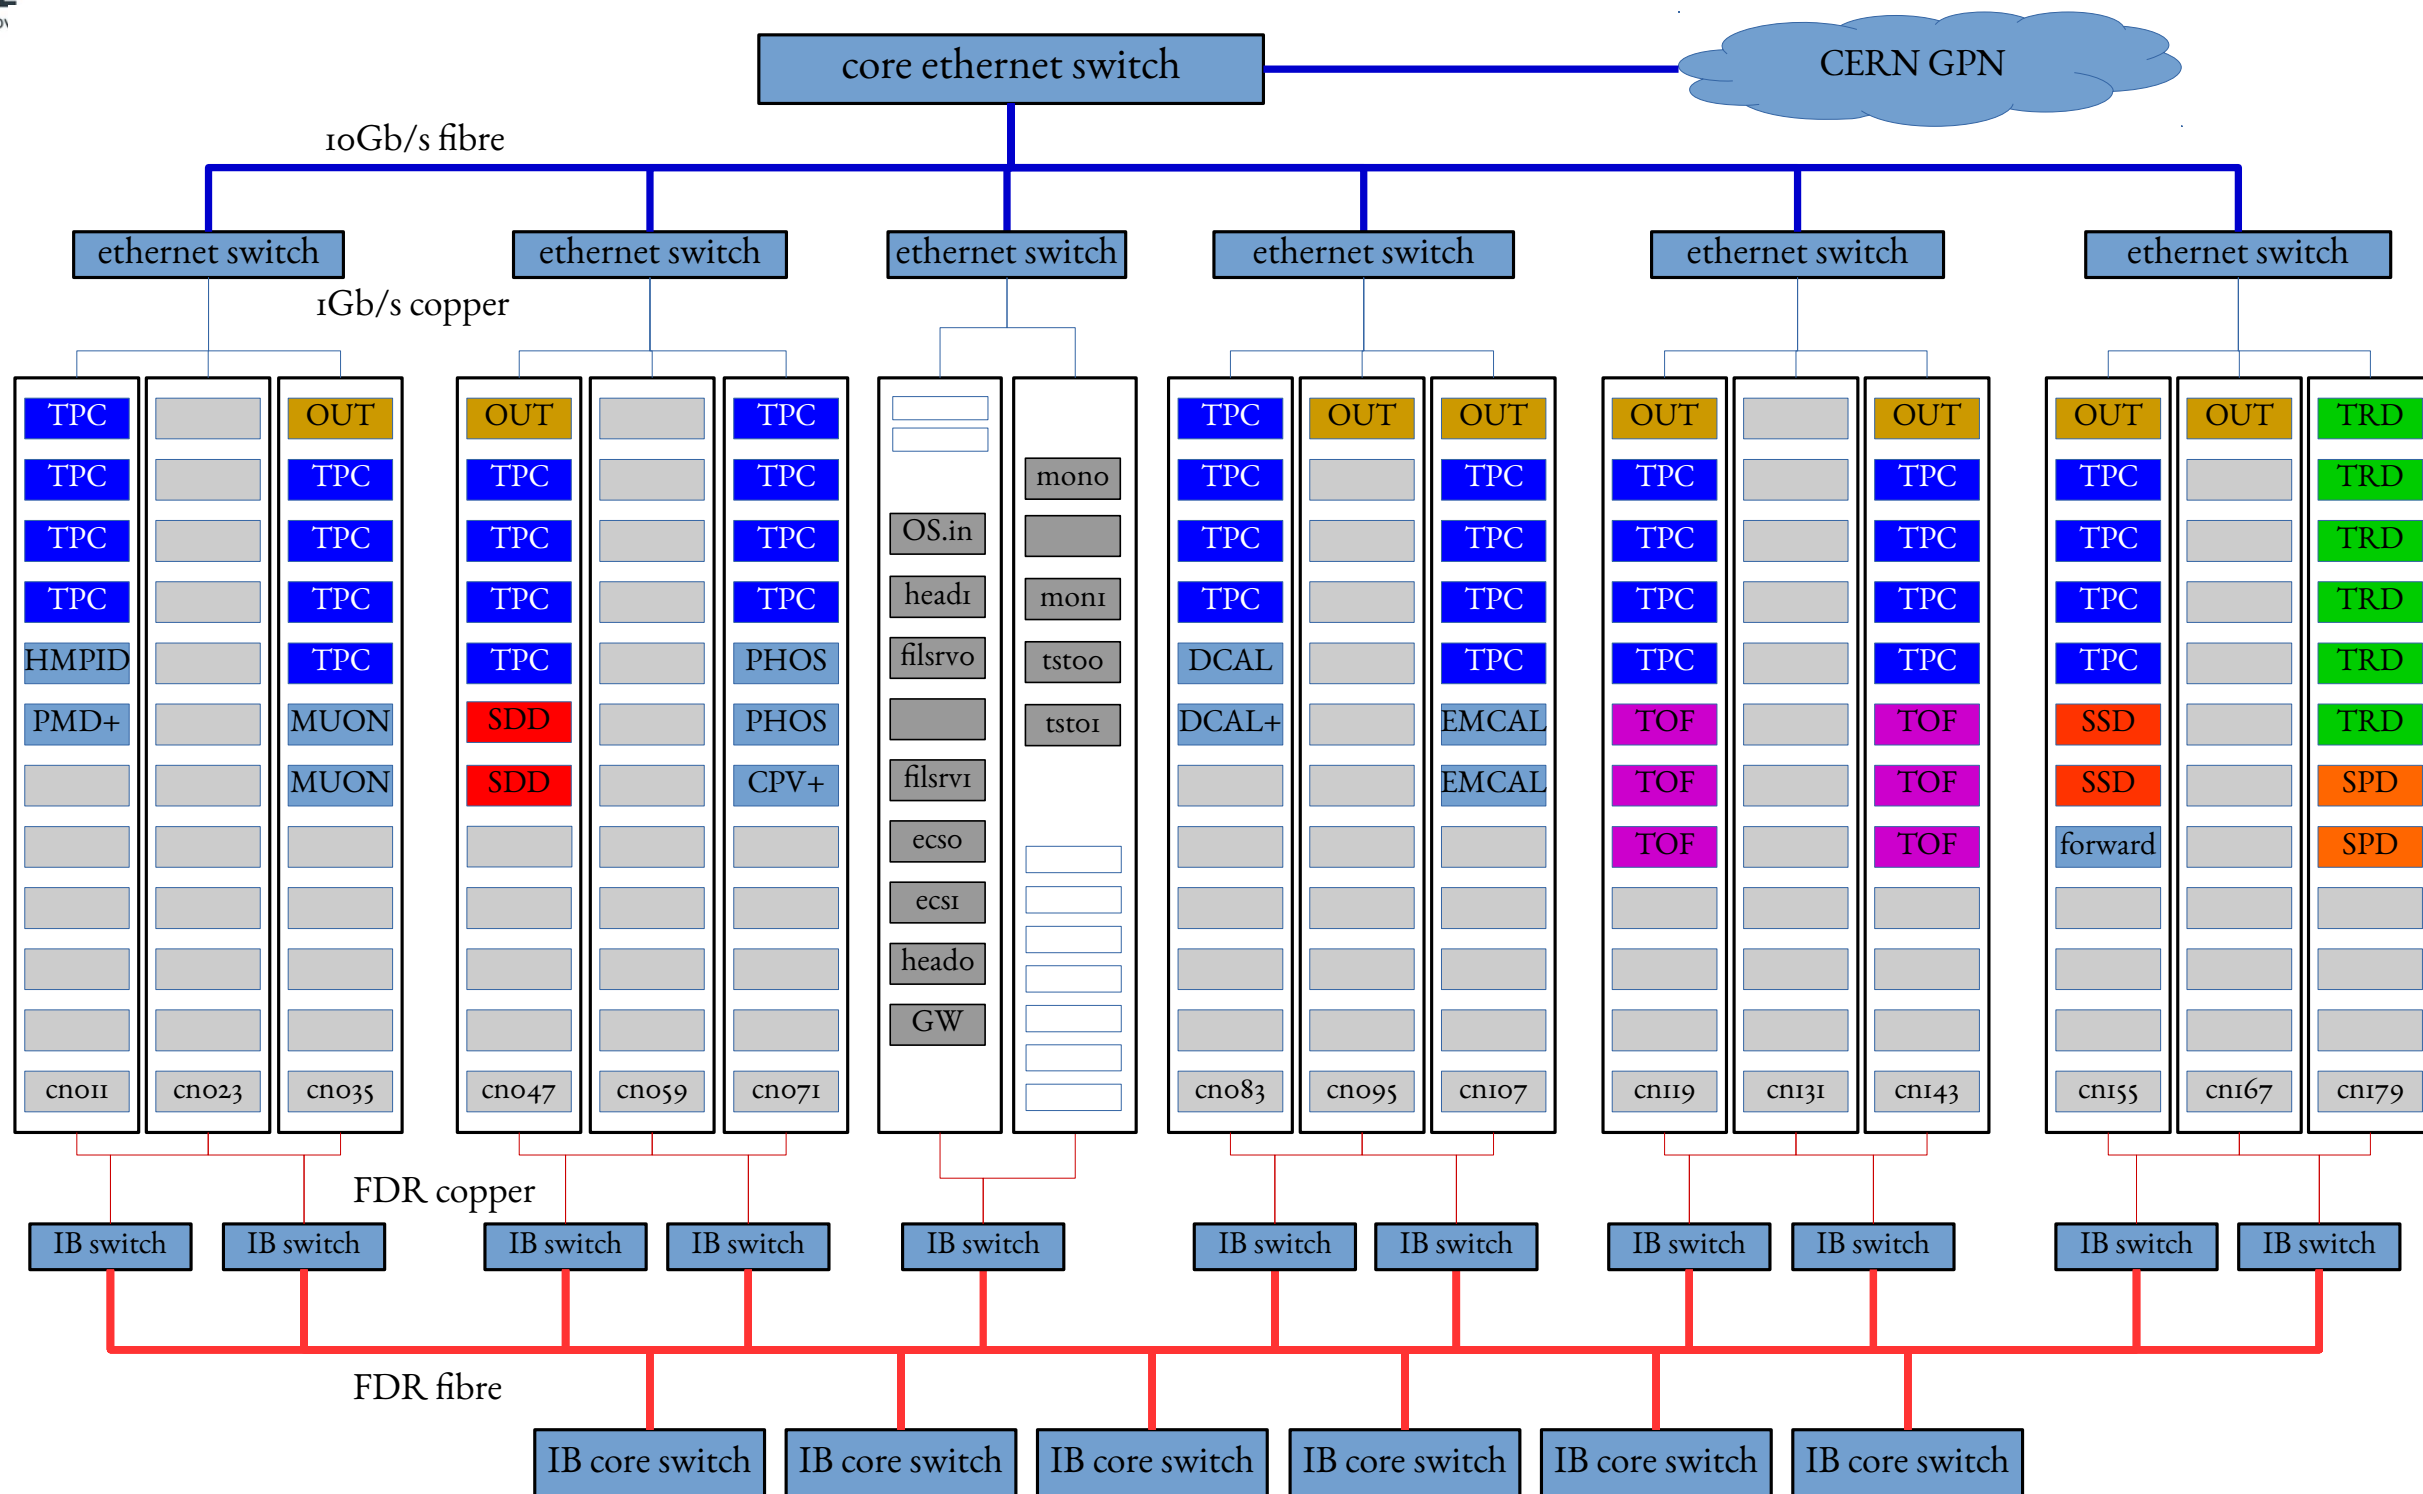 core ethernet switch
CERN GPN
10Gb/s fibre
ethernet switch
ethernet switch
ethernet switch
ethernet switch
ethernet switch
ethernet switch
1Gb/s copper
TPC
TPC
TPC
TPC
HMPID
PMD+
cn011
cn023
OUT
TPC
TPC
TPC
TPC
MUON
MUON
cn035
OUT
TPC
TPC
TPC
TPC
SDD
SDD
cn047
cn059
TPC
TPC
TPC
TPC
PHOS
PHOS
CPV+
cn071
OS.in
head1
filsrv0
filsrv1
ecs0
ecs1
head0
GW
mon0
mon1
tst00
tst01
TPC
TPC
TPC
TPC
DCAL
DCAL+
cn083
OUT
cn095
OUT
TPC
TPC
TPC
TPC
EMCAL
EMCAL
cn107
OUT
TPC
TPC
TPC
TPC
TOF
TOF
TOF
cn119
cn131
OUT
TPC
TPC
TPC
TPC
TOF
TOF
TOF
cn143
OUT
TPC
TPC
TPC
TPC
SSD
SSD
forward
cn155
OUT
cn167
TRD
TRD
TRD
TRD
TRD
TRD
SPD
SPD
cn179
FDR copper
IB switch
IB switch
IB switch
IB switch
IB switch
IB switch
IB switch
IB switch
IB switch
IB switch
IB switch
FDR fibre
IB core switch
IB core switch
IB core switch
IB core switch
IB core switch
IB core switch